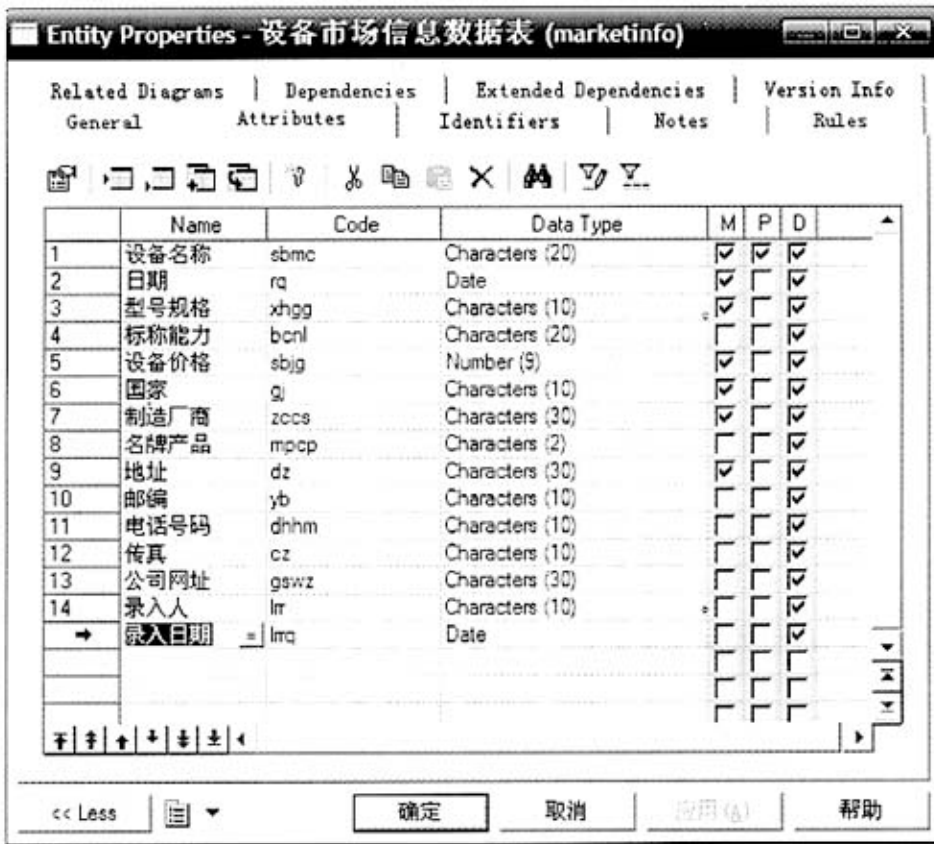 Entity Properties - 设备市场信息数据表 (marketinfo)
Related Diagrams | Dependencies | Extended Dependencies | Version Info
General | Attributes | Identifiers | Notes | Rules
Name Code Data Type M P D
1 设备名称 sbmc Characters (20)
2 日期 rq Date
3 型号规格 xhgg Characters (10)
4 标称能力 bcnl Characters (20)
5 设备价格 sbjg Number (9)
6 国家 gj Characters (10)
7 制造厂商 zccs Characters (30)
8 名牌产品 mpcp Characters (2)
9 地址 dz Characters (30)
10 邮编 yb Characters (10)
11 电话号码 dhhm Characters (10)
12 传真 cz Characters (10)
13 公司网址 gswz Characters (30)
14 录入人 lrr Characters (10)
录入日期 lrrq Date
<< Less 确定 取消 应用(A) 帮助